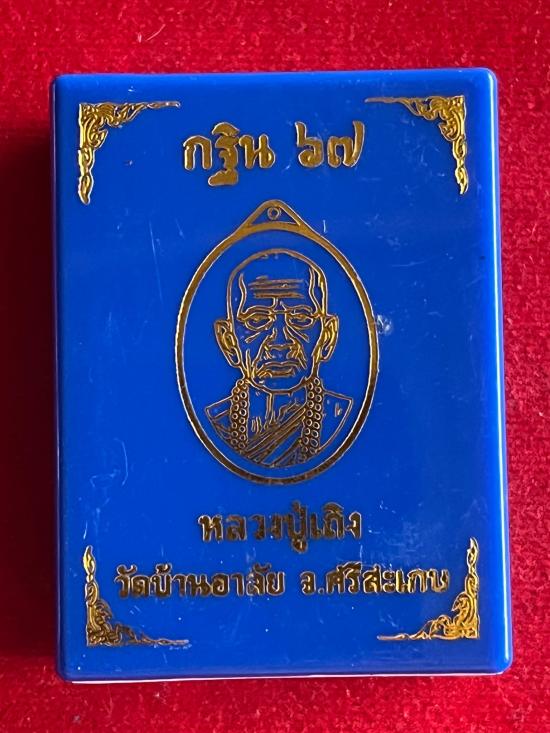 กฐิน ๖๗
หลวงปู่เถิง
วัดบ้านอาลัย จ.ศรีสะเกษ